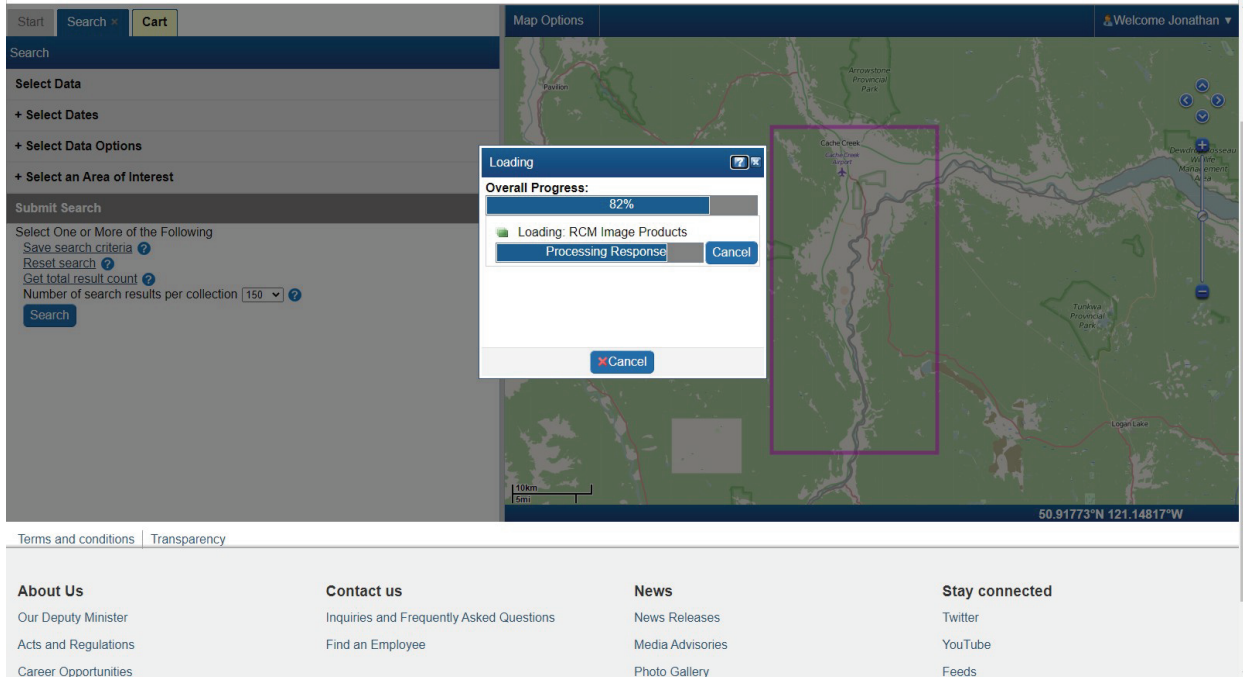 Start
Search ×
Cart
Map Options
Welcome Jonathan ▼
Search
Select Data
+ Select Dates
+ Select Data Options
+ Select an Area of Interest
Submit Search
Select One or More of the Following
Save search criteria ?
Reset search ?
Get total result count ?
Number of search results per collection 150 ?
Search
Loading
?
Overall Progress:
82%
Loading: RCM Image Products
Processing Response
Cancel
Cancel
Pavilion
Arrowstone
Provincial
Park
Cache Creek
Cache Creek
Airport
Wildlife
Management
Area
Tunkwa
Provincial
Park
Logan Lake
10km
5mi
50.91773°N 121.14817°W
Terms and conditions
Transparency
About Us
Our Deputy Minister
Acts and Regulations
Career Opportunities
Contact us
Inquiries and Frequently Asked Questions
Find an Employee
News
News Releases
Media Advisories
Photo Gallery
Stay connected
Twitter
YouTube
Feeds